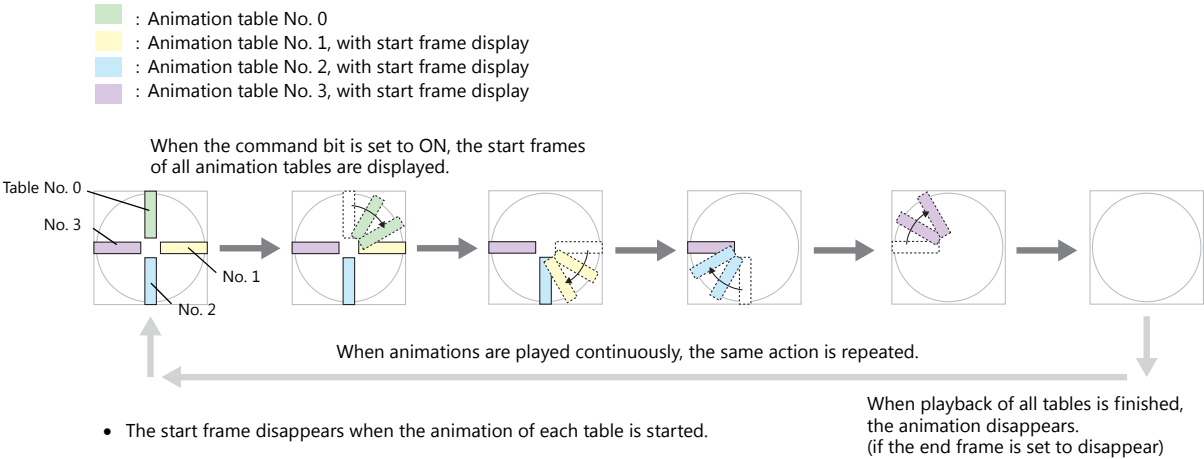 : Animation table No. 0
: Animation table No. 1, with start frame display
: Animation table No. 2, with start frame display
: Animation table No. 3, with start frame display
When the command bit is set to ON, the start frames
of all animation tables are displayed.
Table No. 0
No. 3
No. 1
No. 2
When animations are played continuously, the same action is repeated.
When playback of all tables is finished,
the animation disappears.
(if the end frame is set to disappear)
• The start frame disappears when the animation of each table is started.